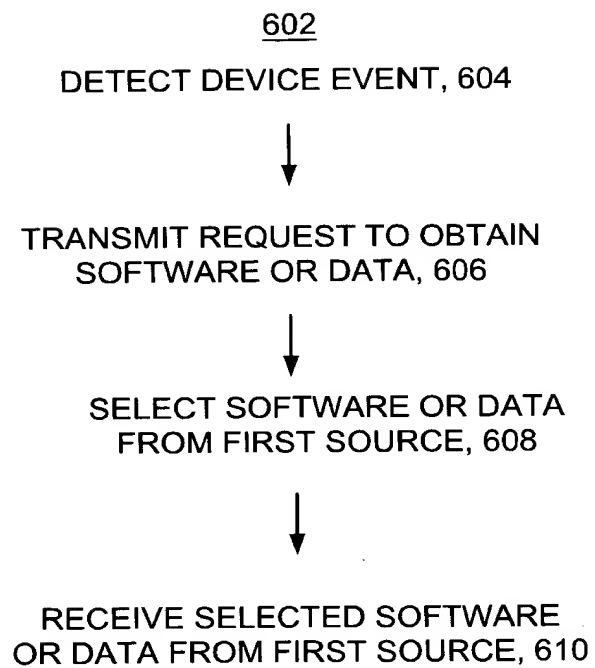 602
DETECT DEVICE EVENT, 604
TRANSMIT REQUEST TO OBTAIN
SOFTWARE OR DATA, 606
SELECT SOFTWARE OR DATA
FROM FIRST SOURCE, 608
RECEIVE SELECTED SOFTWARE
OR DATA FROM FIRST SOURCE, 610